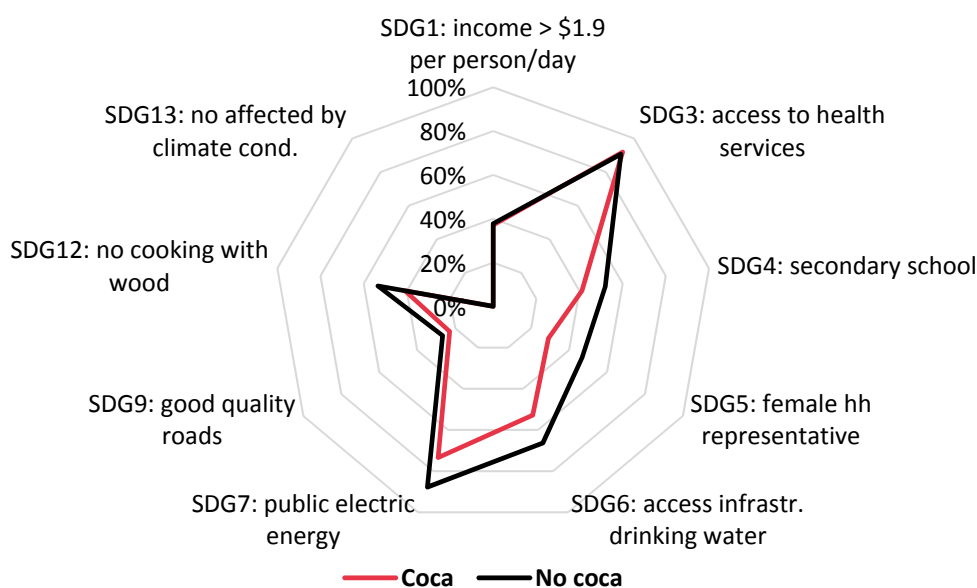 SDG1: income > $1.9
per person/day
100%
80%
60%
40%
20%
0%
SDG3: access to health
services
SDG4: secondary school
SDG5: female hh
representative
SDG6: access infrastr.
drinking water
SDG7: public electric
energy
SDG9: good quality
roads
SDG12: no cooking with
wood
SDG13: no affected by
climate cond.
Coca
No coca